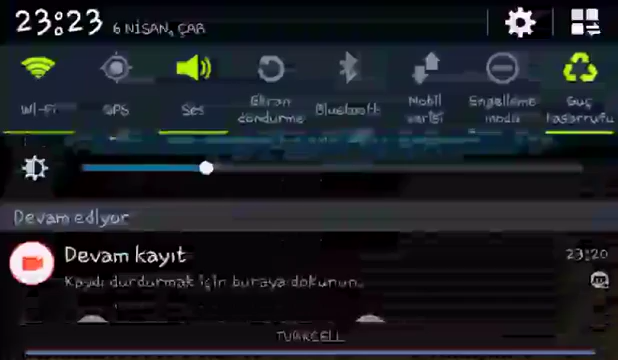 23:23 6 NİSAN, ÇAR
Wi-Fi GPS Ses Ekran döndürme Bluetooth Mobil verisi Engelleme modu Güç tasarrufu
Devam ediyor
Devam kayıt 23:20
Kaydı durdurmak için buraya dokunun.
TURKCELL